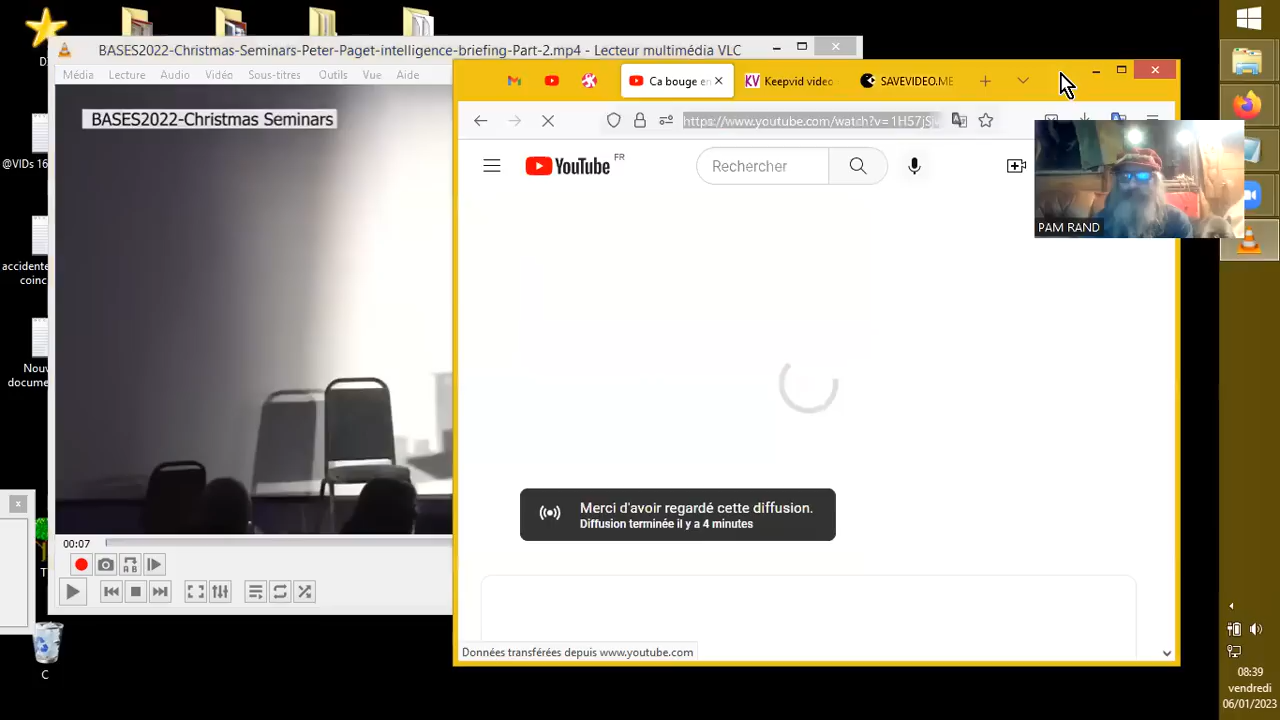 BASES2022-Christmas-Seminars-Peter-Paget-intelligence-briefing-Part-2.mp4 - Lecteur multimédia VLC
Média Lecture Audio Vidéo Sous-titres Outils Vue Aide
Ca bouge en
KV Keepvid video
SAVEVIDEO.ME
BASES2022-Christmas Seminars
https://www.youtube.com/watch?v=1H57jSj
YouTube FR
Rechercher
@VIDs 16
PAM RAND
accidente
coinc
Nouv
docume
Merci d'avoir regardé cette diffusion.
Diffusion terminée il y a 4 minutes
00:07
Données transférées depuis www.youtube.com
C
08:39
vendredi
06/01/2023